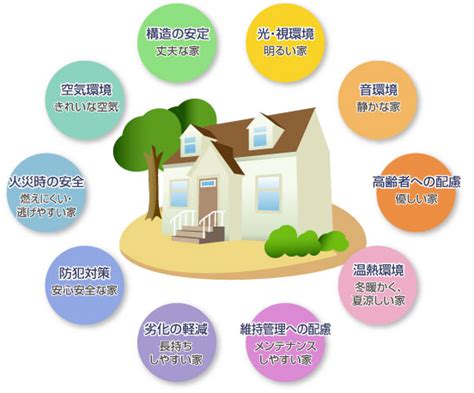 構造の安定
丈夫な家
光・視環境
明るい家
空気環境
きれいな空気
音環境
静かな家
火災時の安全
燃えにくい・
逃げやすい家
高齢者への配慮
優しい家
防犯対策
安心安全な家
温熱環境
冬暖かく、
夏涼しい家
劣化の軽減
長持ち
しやすい家
維持管理への配慮
メンテナンス
しやすい家